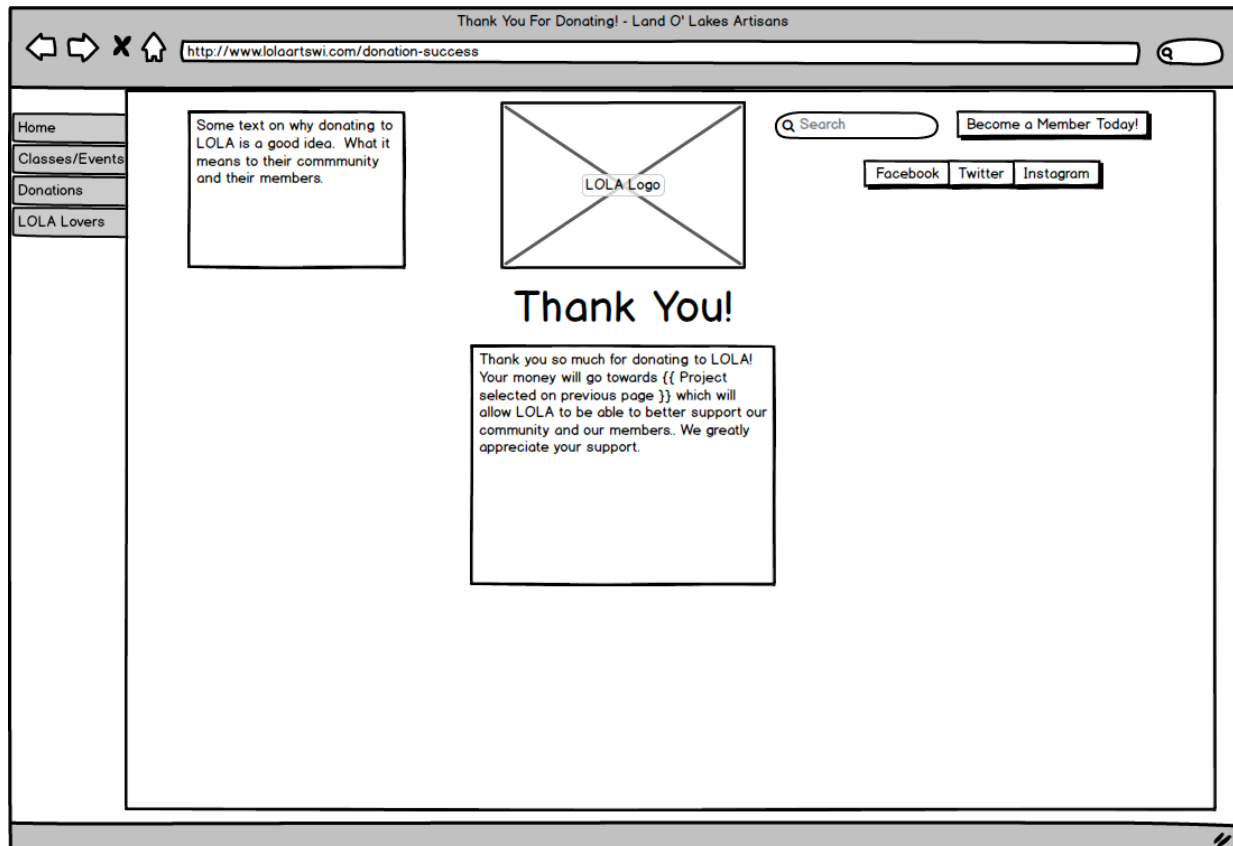 Thank You For Donating! - Land O' Lakes Artisans
http://www.lolaartswi.com/donation-success
Home
Classes/Events
Donations
LOLA Lovers
Some text on why donating to
LOLA is a good idea.  What it
means to their commmunity
and their members.
LOLA Logo
Search
Become a Member Today!
Facebook
Twitter
Instagram
Thank You!
Thank you so much for donating to LOLA!
Your money will go towards {{ Project
selected on previous page }} which will
allow LOLA to be able to better support our
community and our members.. We greatly
appreciate your support.